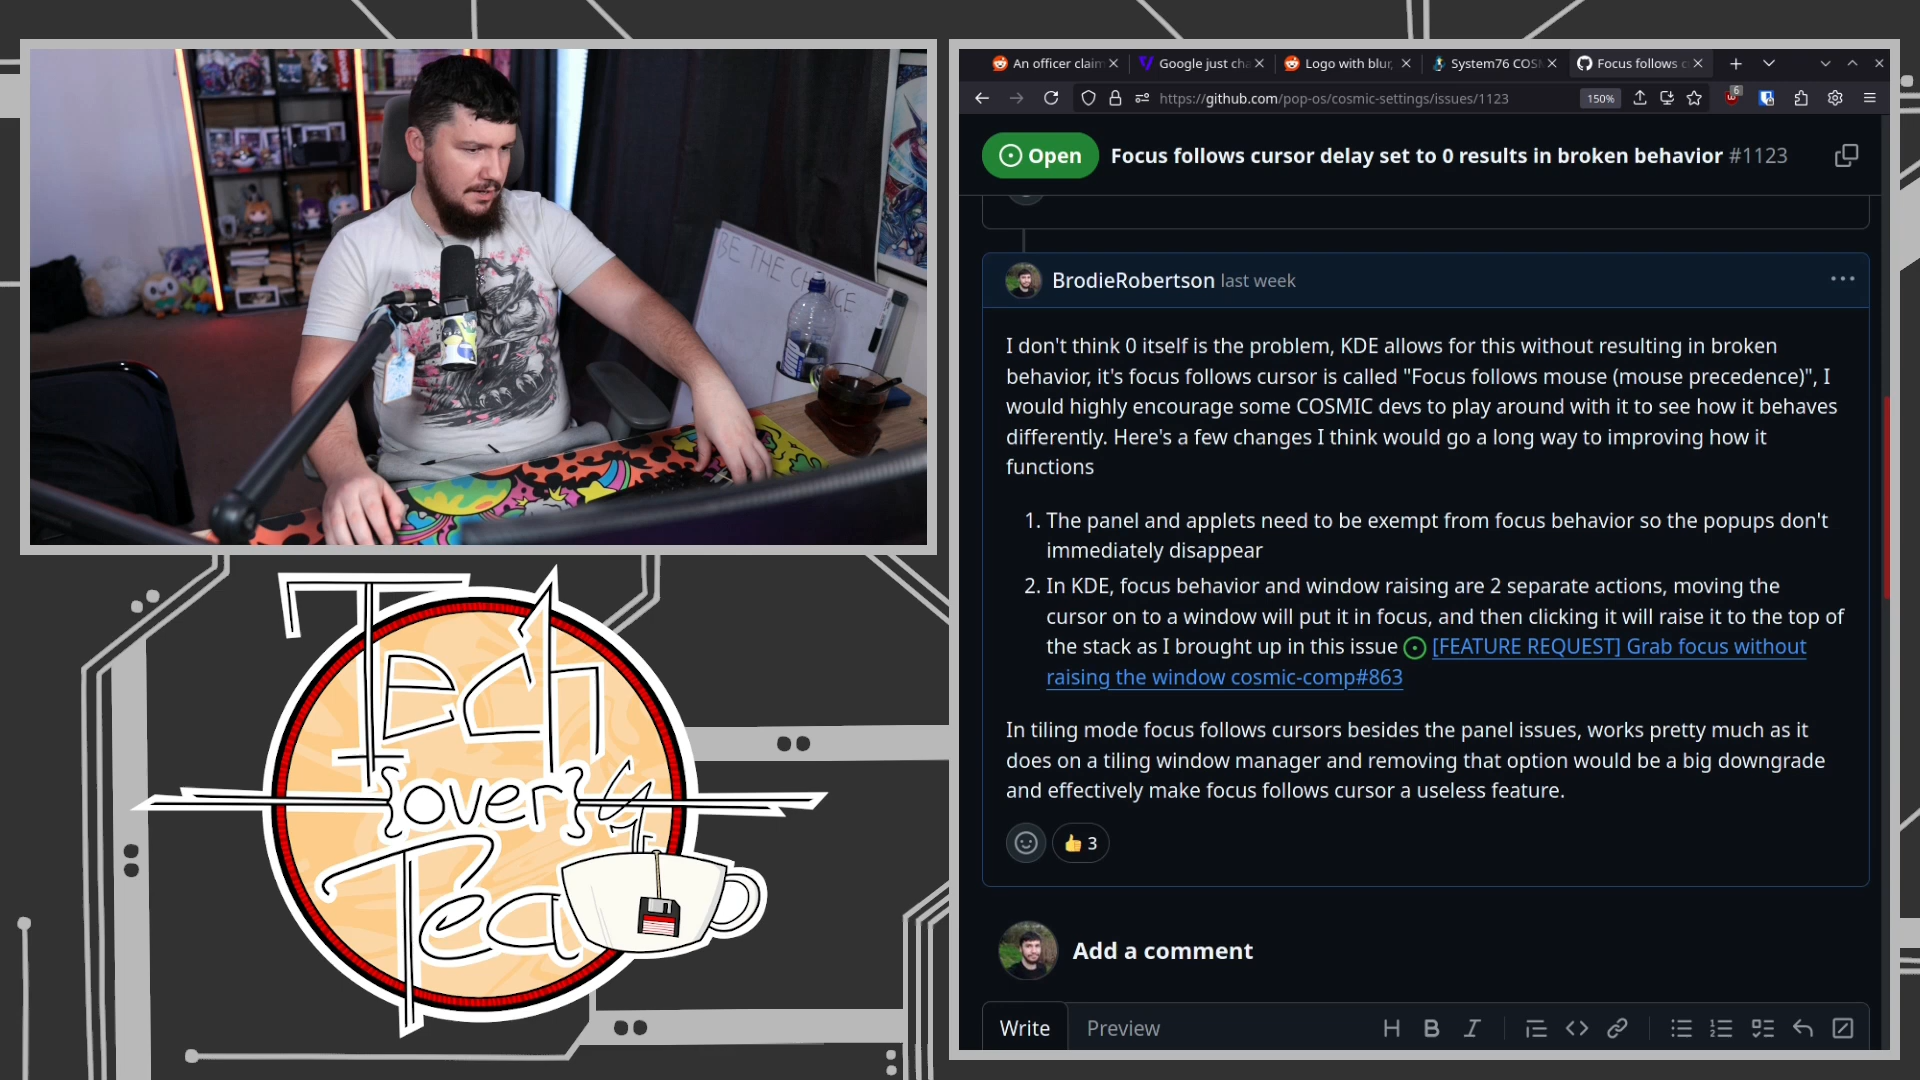 BE THE CHANGE
Tech
{over}
Tea
An officer claim
Google just cha
Logo with blur,
System76 COS
Focus follows c
https://github.com/pop-os/cosmic-settings/issues/1123
150%
6
Open
Focus follows cursor delay set to 0 results in broken behavior #1123
BrodieRobertson last week
I don't think 0 itself is the problem, KDE allows for this without resulting in broken
behavior, it's focus follows cursor is called "Focus follows mouse (mouse precedence)", I
would highly encourage some COSMIC devs to play around with it to see how it behaves
differently. Here's a few changes I think would go a long way to improving how it
functions
1. The panel and applets need to be exempt from focus behavior so the popups don't
immediately disappear
2. In KDE, focus behavior and window raising are 2 separate actions, moving the
cursor on to a window will put it in focus, and then clicking it will raise it to the top of
the stack as I brought up in this issue [FEATURE REQUEST] Grab focus without
raising the window cosmic-comp#863
In tiling mode focus follows cursors besides the panel issues, works pretty much as it
does on a tiling window manager and removing that option would be a big downgrade
and effectively make focus follows cursor a useless feature.
👍 3
Add a comment
Write
Preview
H B I